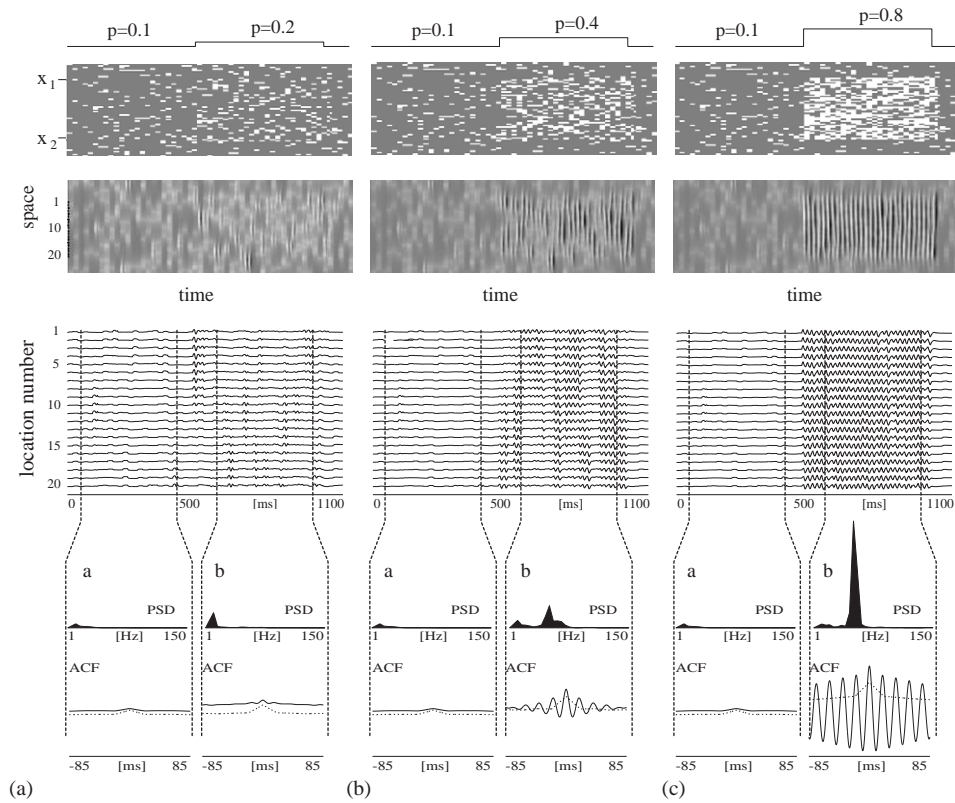 p=0.1 p=0.2 p=0.1 p=0.4 p=0.1 p=0.8
x1
x2
space
1
10
20
time time time
location number
1
5
10
15
20
0 500 [ms] 1100 0 500 [ms] 1100 0 500 [ms] 1100
a b a b a b
PSD PSD PSD PSD PSD PSD
1 [Hz] 150 1 [Hz] 150 1 [Hz] 150 1 [Hz] 150 1 [Hz] 150 1 [Hz] 150
ACF ACF ACF ACF ACF ACF
-85 [ms] 85 -85 [ms] 85 -85 [ms] 85 -85 [ms] 85 -85 [ms] 85 -85 [ms] 85
(a) (b) (c)